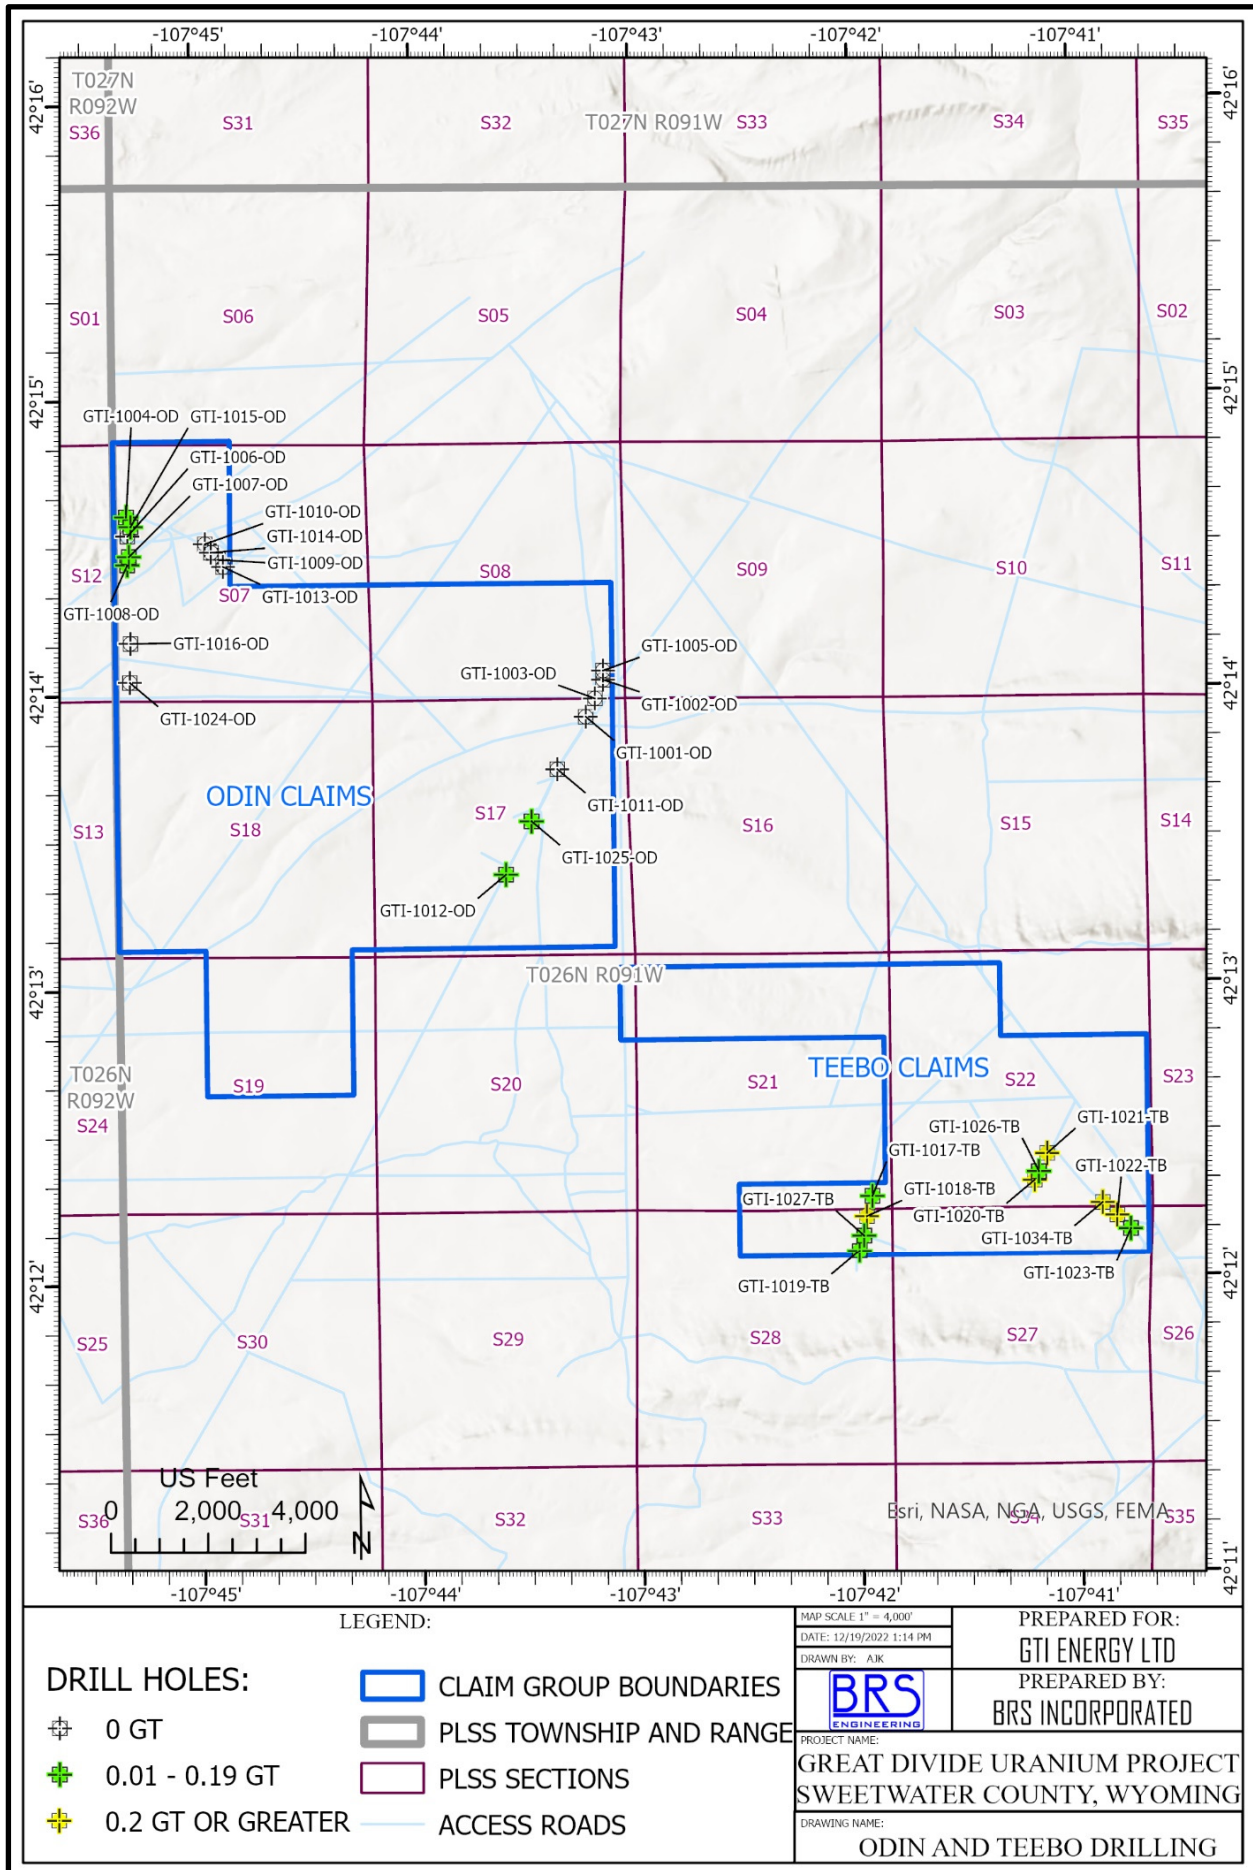 -107°45'
-107°44'
-107°43'
-107°42'
-107°41'
42°16'
42°16'
T027N
R092W
S36
S31
S32
T027N R091W
S33
S34
S35
S01
S06
S05
S04
S03
S02
42°15'
42°15'
GTI-1004-OD
GTI-1015-OD
GTI-1006-OD
GTI-1007-OD
GTI-1010-OD
GTI-1014-OD
GTI-1009-OD
GTI-1013-OD
S12
S07
S08
S09
S10
S11
GTI-1008-OD
GTI-1016-OD
GTI-1005-OD
GTI-1003-OD
42°14'
42°14'
GTI-1002-OD
GTI-1024-OD
GTI-1001-OD
ODIN CLAIMS
GTI-1011-OD
S13
S18
S17
S16
S15
S14
GTI-1025-OD
GTI-1012-OD
42°13'
42°13'
T026N R091W
TEEBO CLAIMS
T026N
R092W
S24
S19
S20
S21
S22
S23
GTI-1026-TB
GTI-1021-TB
GTI-1017-TB
GTI-1022-TB
GTI-1027-TB
GTI-1018-TB
GTI-1020-TB
GTI-1034-TB
GTI-1023-TB
GTI-1019-TB
42°12'
42°12'
S25
S30
S29
S28
S27
S26
US Feet
0 2,000 4,000
N
S36
S31
S32
S33
S34
S35
Esri, NASA, NGA, USGS, FEMA
42°11'
-107°45'
-107°44'
-107°43'
-107°42'
-107°41'
LEGEND:
DRILL HOLES:
0 GT
0.01 - 0.19 GT
0.2 GT OR GREATER
CLAIM GROUP BOUNDARIES
PLSS TOWNSHIP AND RANGE
PLSS SECTIONS
ACCESS ROADS
MAP SCALE 1" = 4,000'
DATE: 12/19/2022 1:14 PM
DRAWN BY: AJK
BRS
ENGINEERING
PREPARED FOR:
GTI ENERGY LTD
PREPARED BY:
BRS INCORPORATED
PROJECT NAME:
GREAT DIVIDE URANIUM PROJECT
SWEETWATER COUNTY, WYOMING
DRAWING NAME:
ODIN AND TEEBO DRILLING